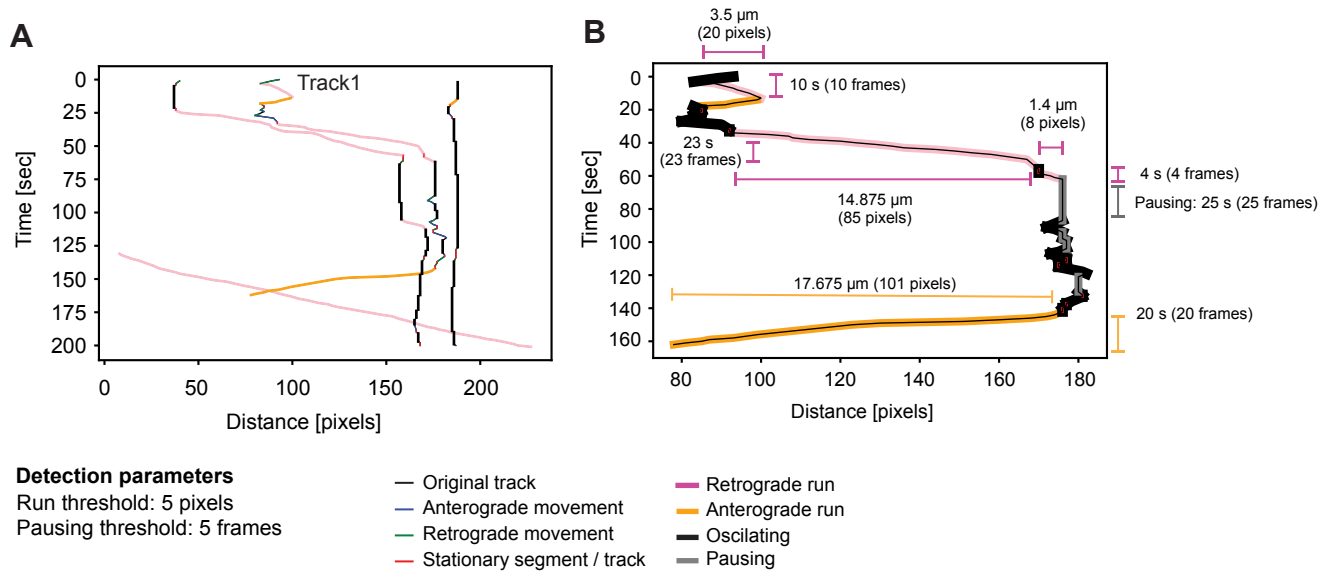 A
Track1
0
25
50
75
100
125
150
175
200
Time [sec]
0
50
100
150
200
Distance [pixels]
B
3.5 µm
(20 pixels)
10 s (10 frames)
1.4 µm
(8 pixels)
23 s
(23 frames)
4 s (4 frames)
14.875 µm
(85 pixels)
Pausing: 25 s (25 frames)
17.675 µm (101 pixels)
20 s (20 frames)
0
20
40
60
80
100
120
140
160
Time [sec]
80
100
120
140
160
180
Distance [pixels]
Detection parameters
Run threshold: 5 pixels
Pausing threshold: 5 frames
Original track
Anterograde movement
Retrograde movement
Stationary segment / track
Retrograde run
Anterograde run
Oscilating
Pausing